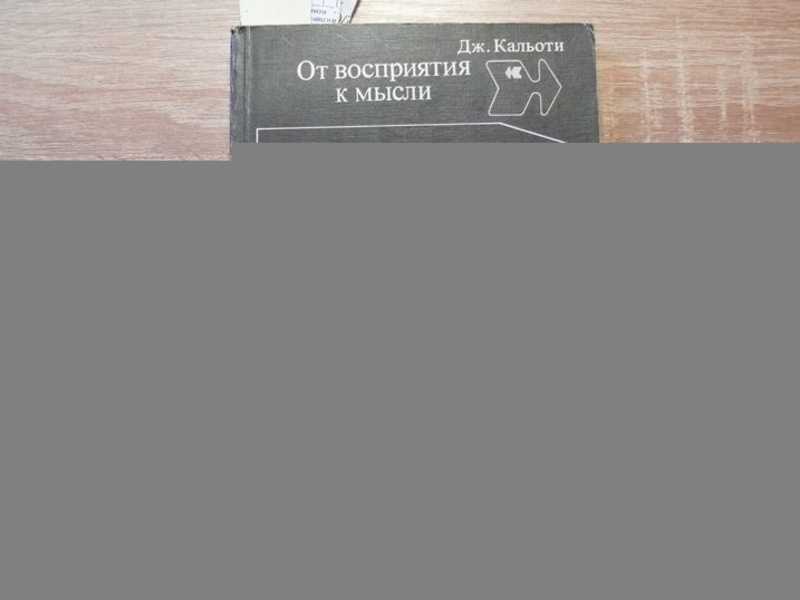 Дж. Кальоти
От восприятия
к мысли